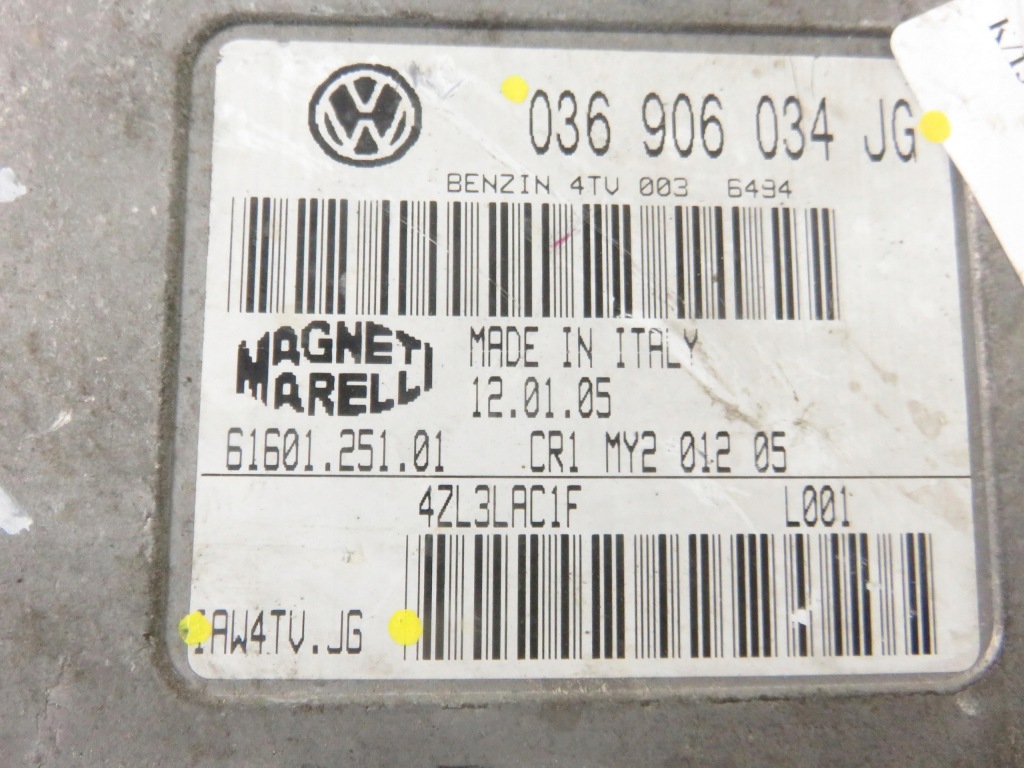 036 906 034 JG
BENZIN 4TV 003 6494
MAGNETI
MARELLI
MADE IN ITALY
12.01.05
61601.251.01 CR1 MY2 012 05
4ZL3LAC1F L001
IAW4TV.JG